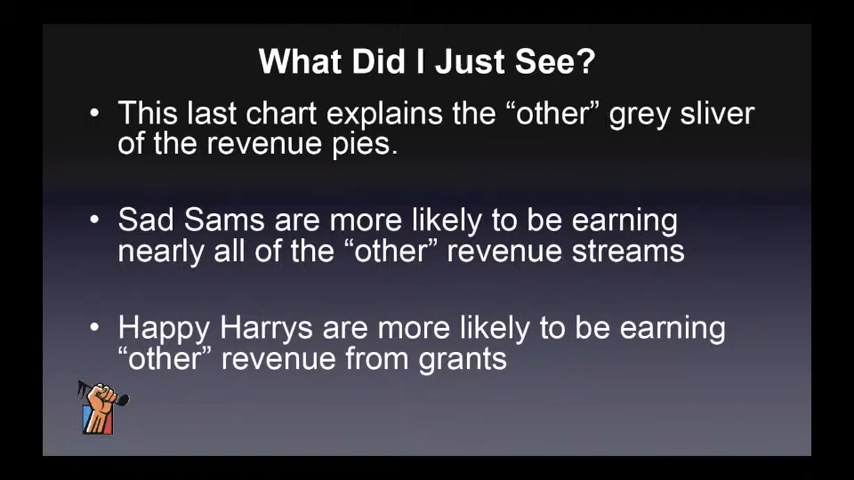 What Did I Just See?
• This last chart explains the “other” grey sliver
of the revenue pies.
• Sad Sams are more likely to be earning
nearly all of the “other” revenue streams
• Happy Harrys are more likely to be earning
“other” revenue from grants